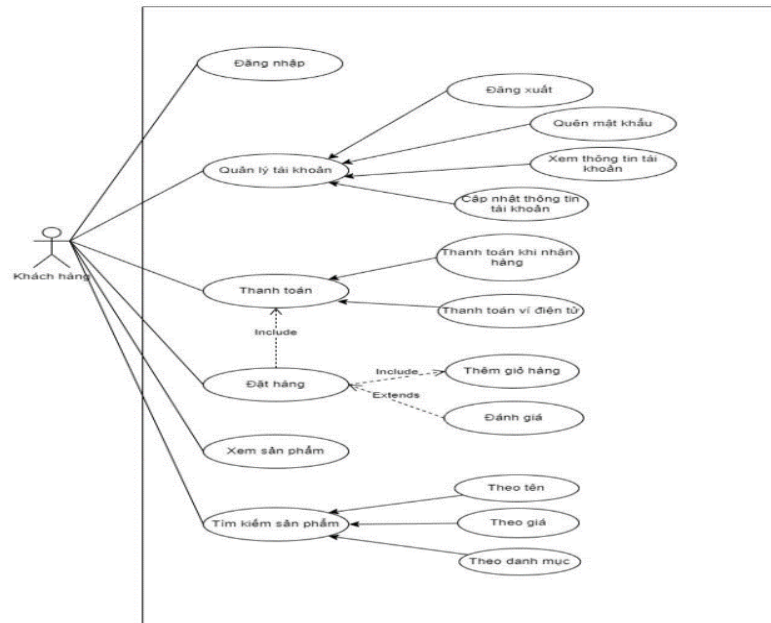 Đăng nhập
Đăng xuất
Quên mật khẩu
Quản lý tài khoản
Xem thông tin tài
khoản
Cập nhật thông tin
tài khoản
Khách hàng
Thanh toán khi nhận
hàng
Thanh toán
Thanh toán ví điện tử
Include
Đặt hàng
Include
Thêm giỏ hàng
Extends
Đánh giá
Xem sản phẩm
Theo tên
Tìm kiếm sản phẩm
Theo giá
Theo danh mục